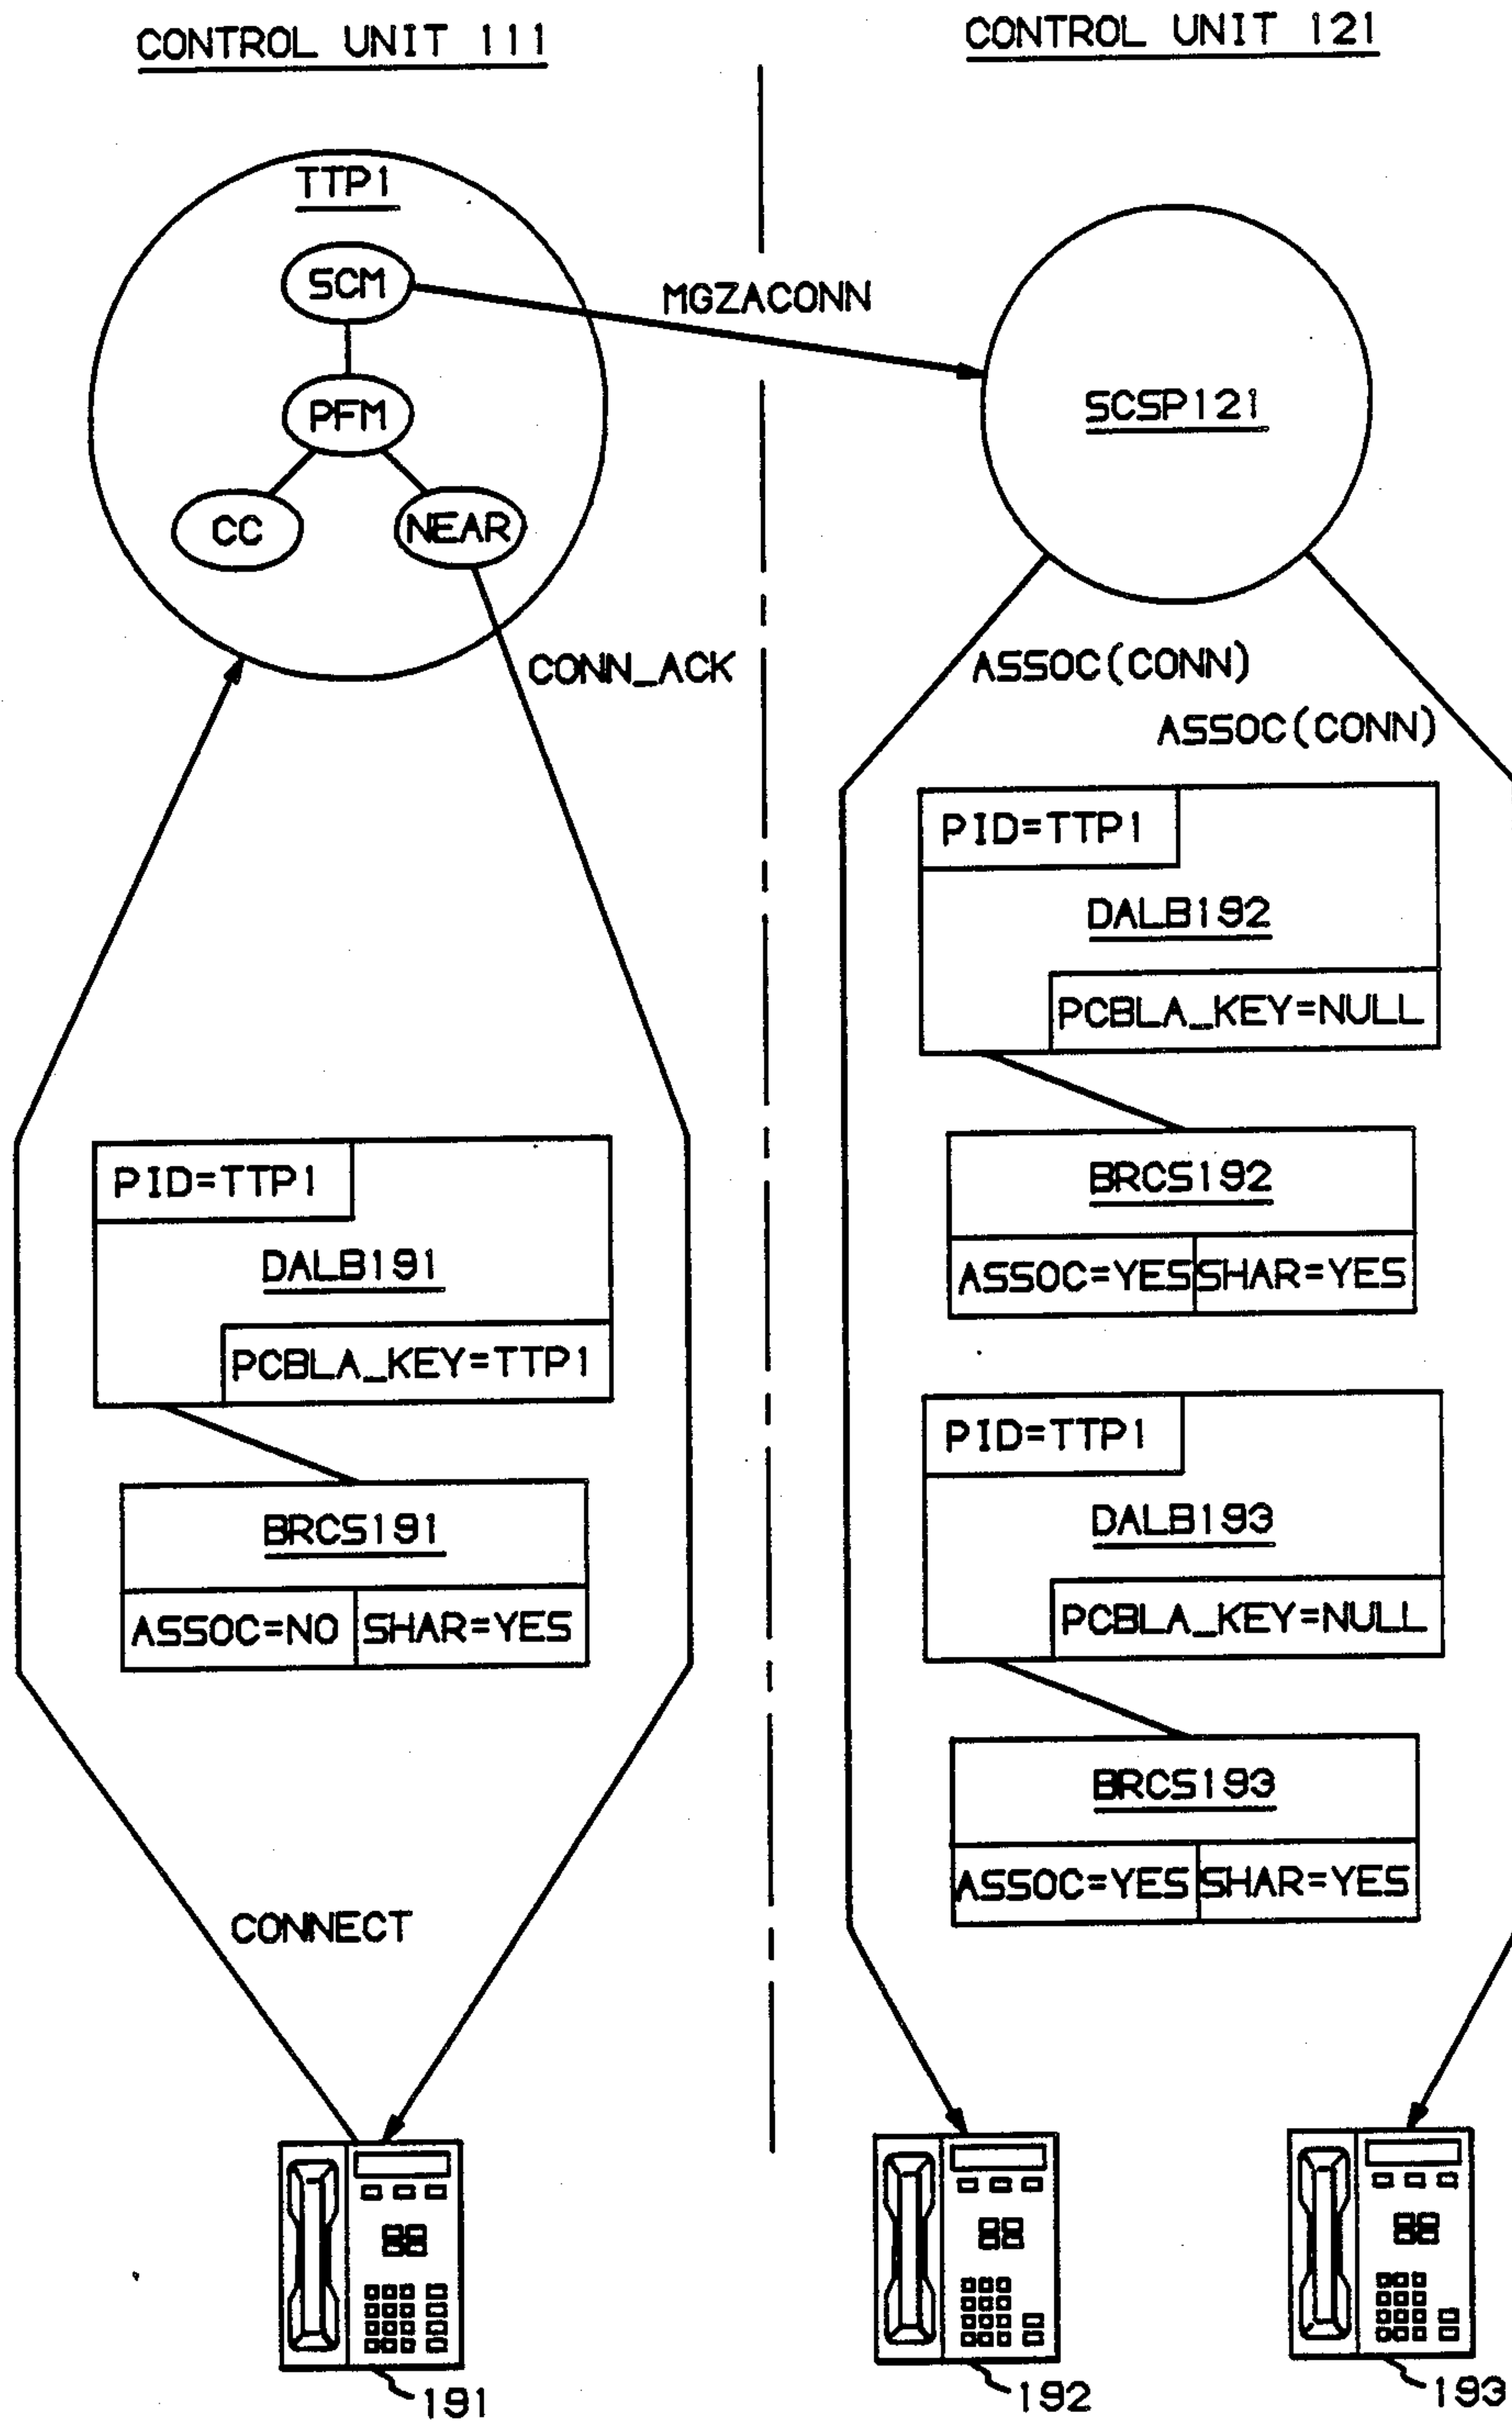 CONTROL UNIT 111
CONTROL UNIT 121
TTP1
SCM
MGZACONN
PFM
SCSP121
CC
NEAR
CONN_ACK
ASSOC(CONN)
ASSOC(CONN)
PID=TTP1
DALB192
PCBLA_KEY=NULL
BRCS192
ASSOC=YES SHAR=YES
PID=TTP1
DALB191
PCBLA_KEY=TTP1
BRCS191
ASSOC=NO SHAR=YES
PID=TTP1
DALB193
PCBLA_KEY=NULL
BRCS193
ASSOC=YES SHAR=YES
CONNECT
191
192
193